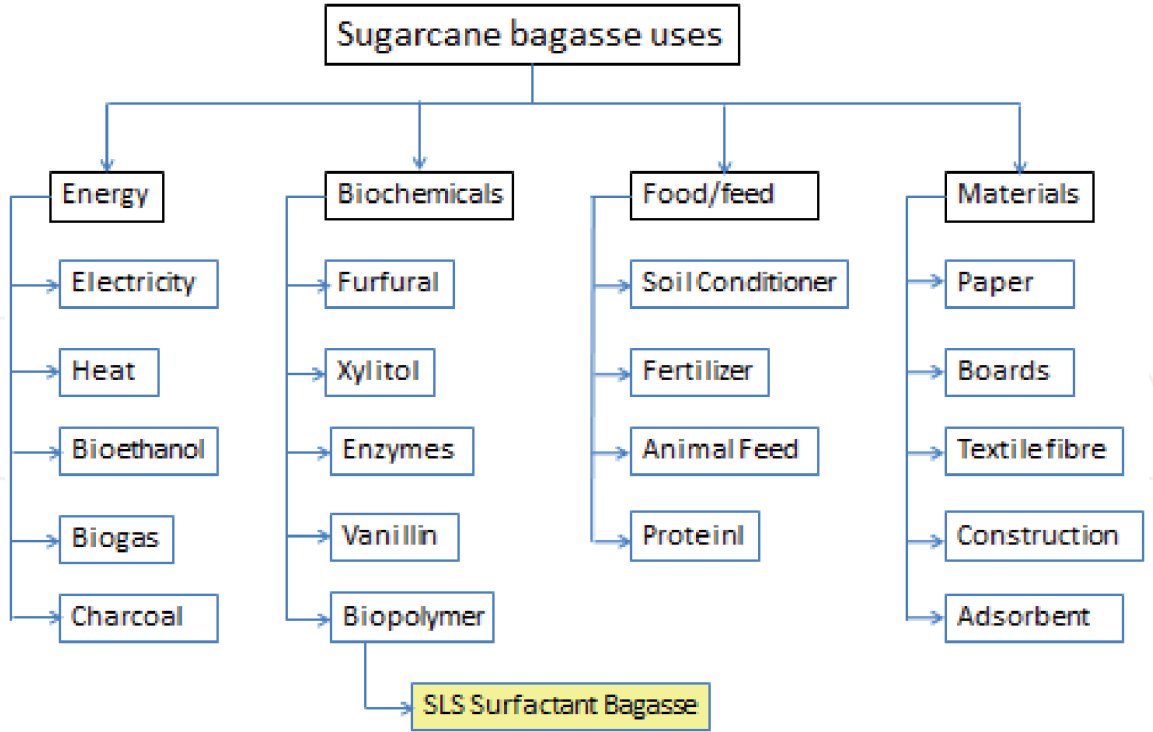 Sugarcane bagasse uses
Energy
Electricity
Heat
Bioethanol
Biogas
Charcoal
Biochemicals
Furfural
Xylitol
Enzymes
Vanillin
Biopolymer
SLS Surfactant Bagasse
Food/feed
Soil Conditioner
Fertilizer
Animal Feed
Proteinl
Materials
Paper
Boards
Textile fibre
Construction
Adsorbent